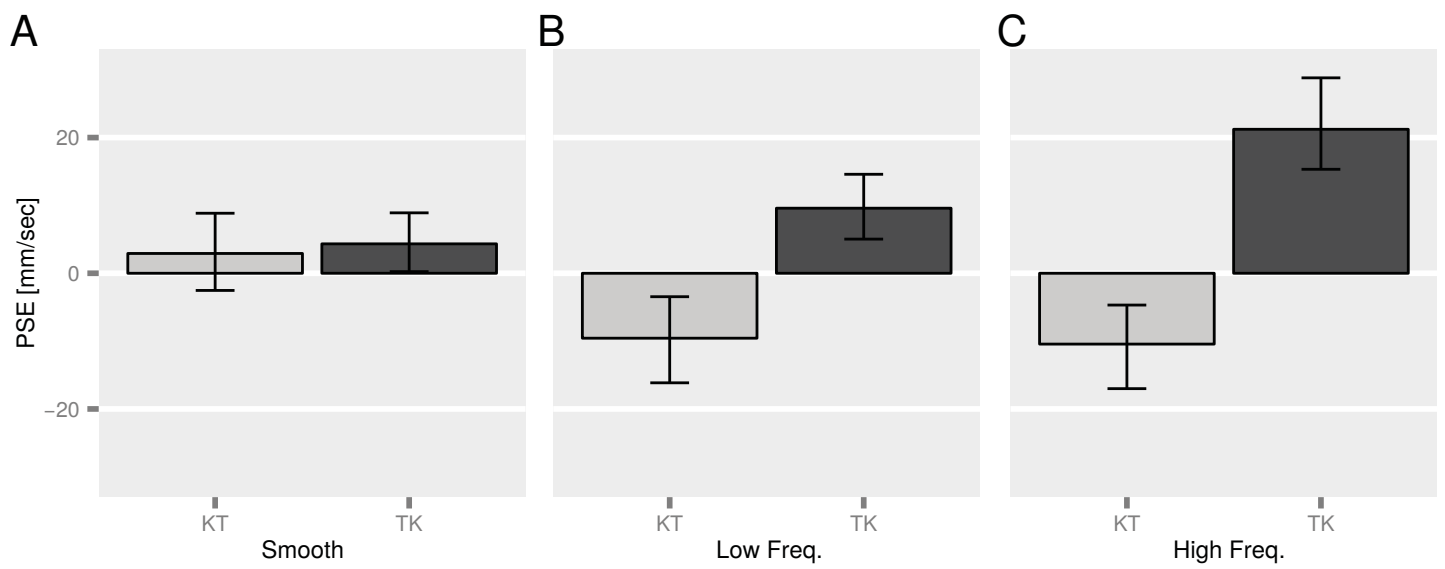 A
B
C
PSE [mm/sec]
20
0
−20
KT
TK
Smooth
KT
TK
Low Freq.
KT
TK
High Freq.